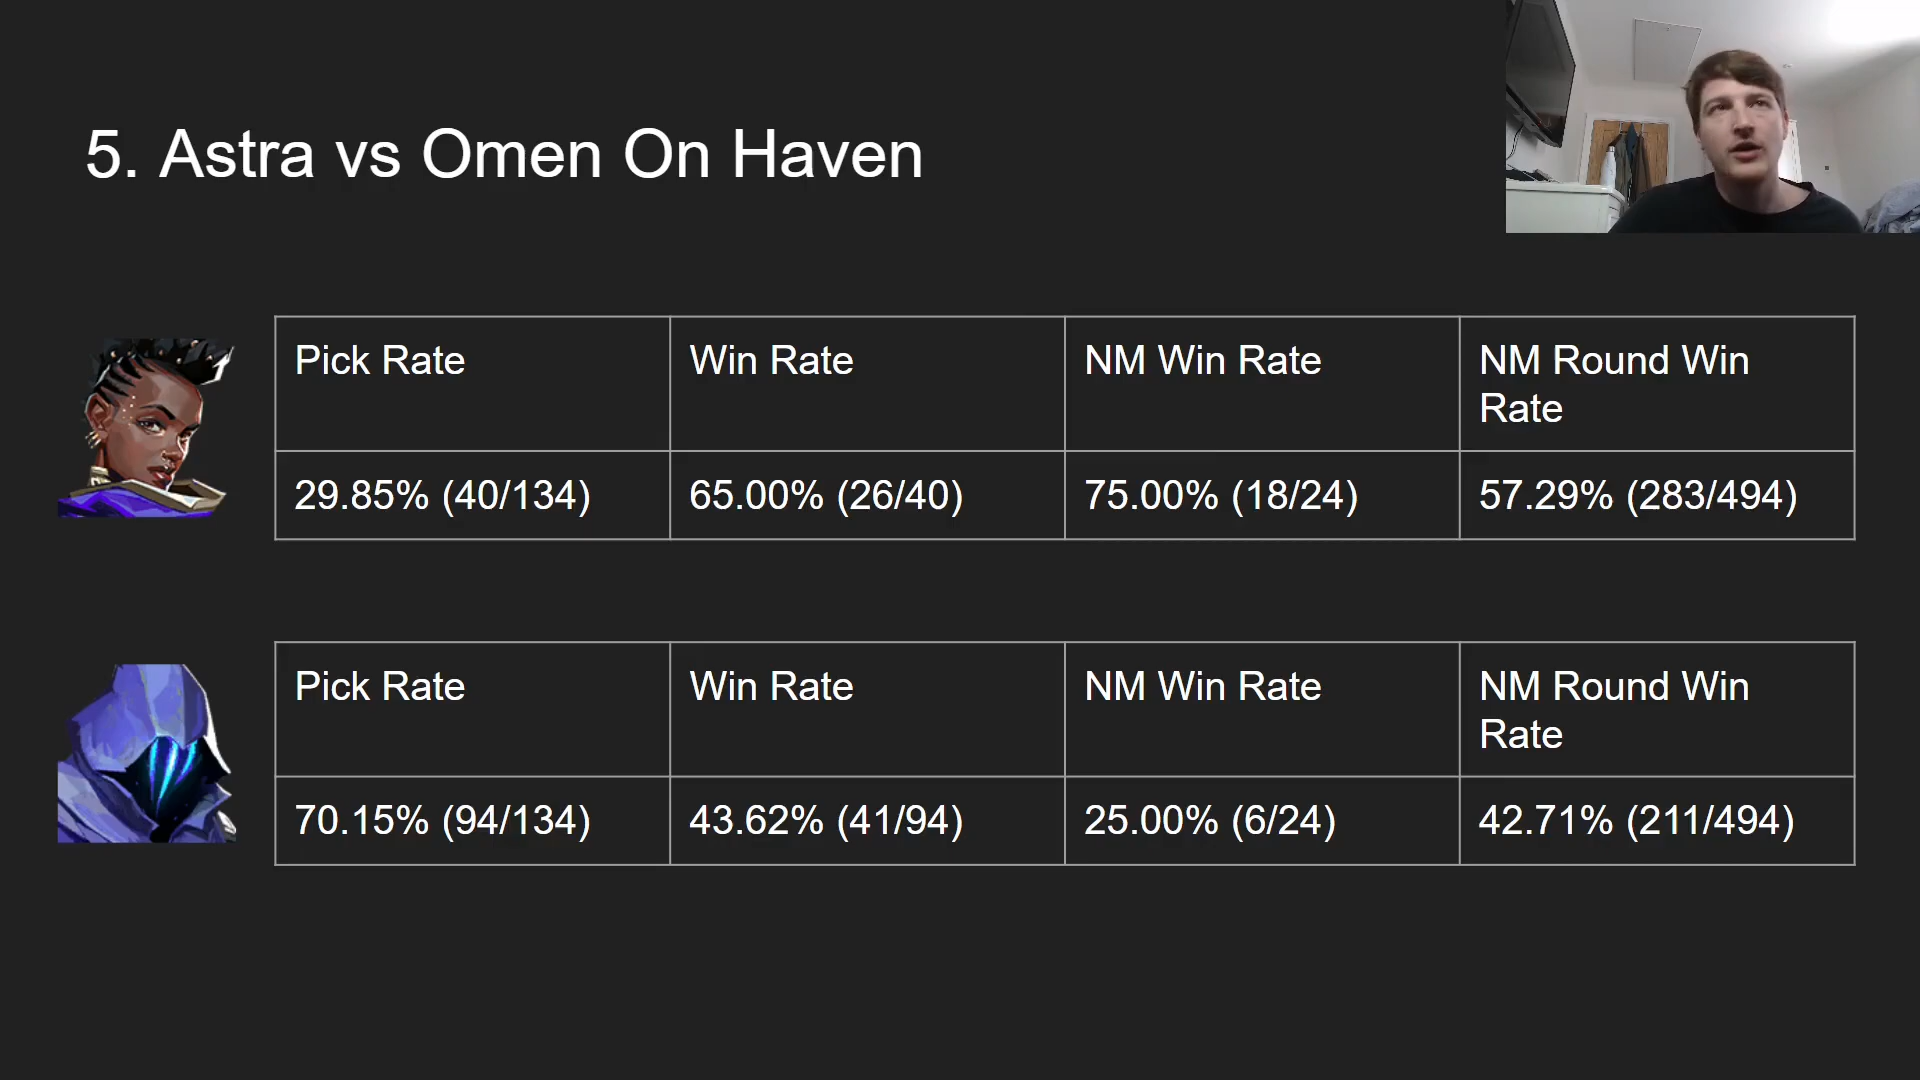 5. Astra vs Omen On Haven
Pick Rate
Win Rate
NM Win Rate
NM Round Win
Rate
29.85% (40/134)
65.00% (26/40)
75.00% (18/24)
57.29% (283/494)
Pick Rate
Win Rate
NM Win Rate
NM Round Win
Rate
70.15% (94/134)
43.62% (41/94)
25.00% (6/24)
42.71% (211/494)